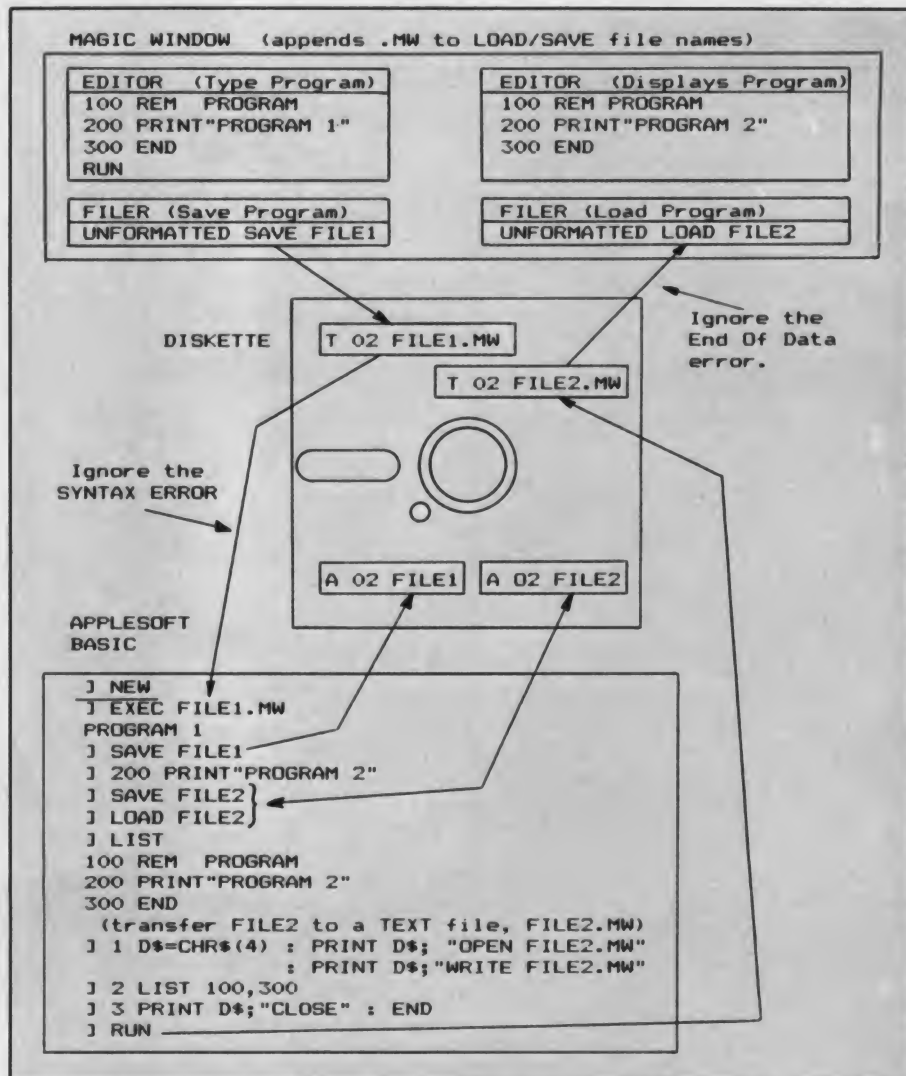 MAGIC WINDOW (appends .MW to LOAD/SAVE file names)
EDITOR (Type Program)
100 REM PROGRAM
200 PRINT"PROGRAM 1"
300 END
RUN
FILER (Save Program)
UNFORMATTED SAVE FILE1
EDITOR (Displays Program)
100 REM PROGRAM
200 PRINT"PROGRAM 2"
300 END
FILER (Load Program)
UNFORMATTED LOAD FILE2
DISKETTE
T 02 FILE1.MW
T 02 FILE2.MW
Ignore the
End Of Data
error.
Ignore the
SYNTAX ERROR
A 02 FILE1
A 02 FILE2
APPLESOFT
BASIC
] NEW
] EXEC FILE1.MW
PROGRAM 1
] SAVE FILE1
] 200 PRINT"PROGRAM 2"
] SAVE FILE2
] LOAD FILE2
] LIST
100 REM PROGRAM
200 PRINT"PROGRAM 2"
300 END
(transfer FILE2 to a TEXT file, FILE2.MW)
] 1 D$=CHR$(4) : PRINT D$; "OPEN FILE2.MW"
: PRINT D$;"WRITE FILE2.MW"
] 2 LIST 100,300
] 3 PRINT D$;"CLOSE" : END
] RUN